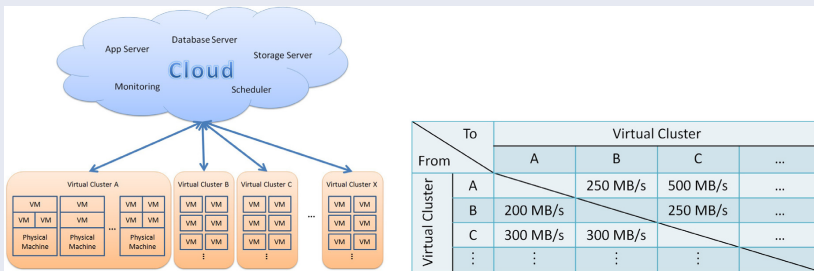 Database Server
App Server
Storage Server
Cloud
Monitoring
Scheduler
Virtual Cluster A
VM VM VM VM
VM VM VM ... VM VM
Physical Machine Physical Machine Physical Machine
Virtual Cluster B
VM VM
VM VM
VM VM
⋮
Virtual Cluster C
VM VM
VM VM
VM VM
⋮
...
Virtual Cluster X
VM VM
VM VM
VM VM
⋮
To Virtual Cluster
From A B C ...
Virtual Cluster
A 250 MB/s 500 MB/s ...
B 200 MB/s 250 MB/s ...
C 300 MB/s 300 MB/s ...
⋮ ⋮ ⋮ ⋮